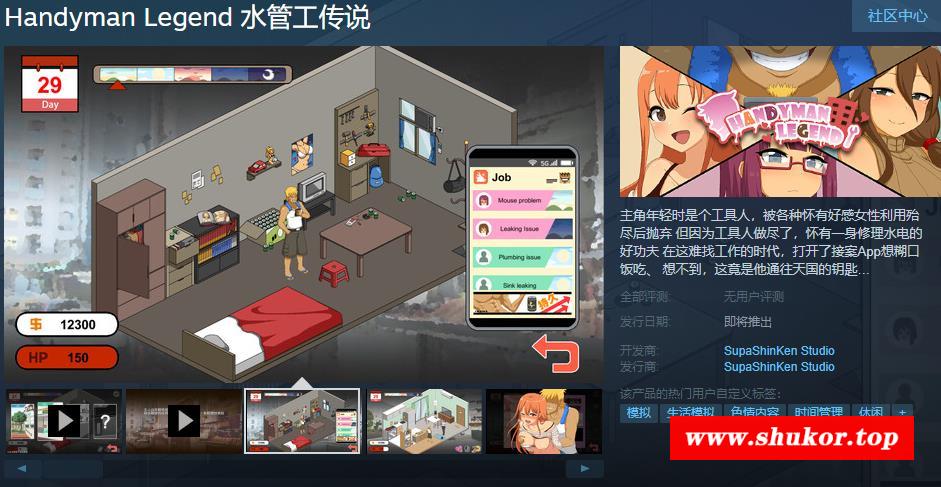 Handyman Legend 水管工传说
社区中心
29
Day
5G
Job
Mouse problem
Leaking Issue
Plumbing issue
Sink leaking
持久
12300
HP 150
HANDYMAN
LEGEND
主角年轻时是个工具人，被各种怀有好感女性利用殆
尽后抛弃 但因为工具人做尽了，怀有一身修理水电的
好功夫 在这难找工作的时代，打开了接案App想糊口
饭吃、 想不到，这竟是他通往天国的钥匙...
全部评测: 无用户评测
发行日期: 即将推出
开发商: SupaShinKen Studio
发行商: SupaShinKen Studio
该产品的热门用户自定义标签：
模拟 生活模拟 色情内容 时间管理 休闲 +
www.shukor.top
29
?